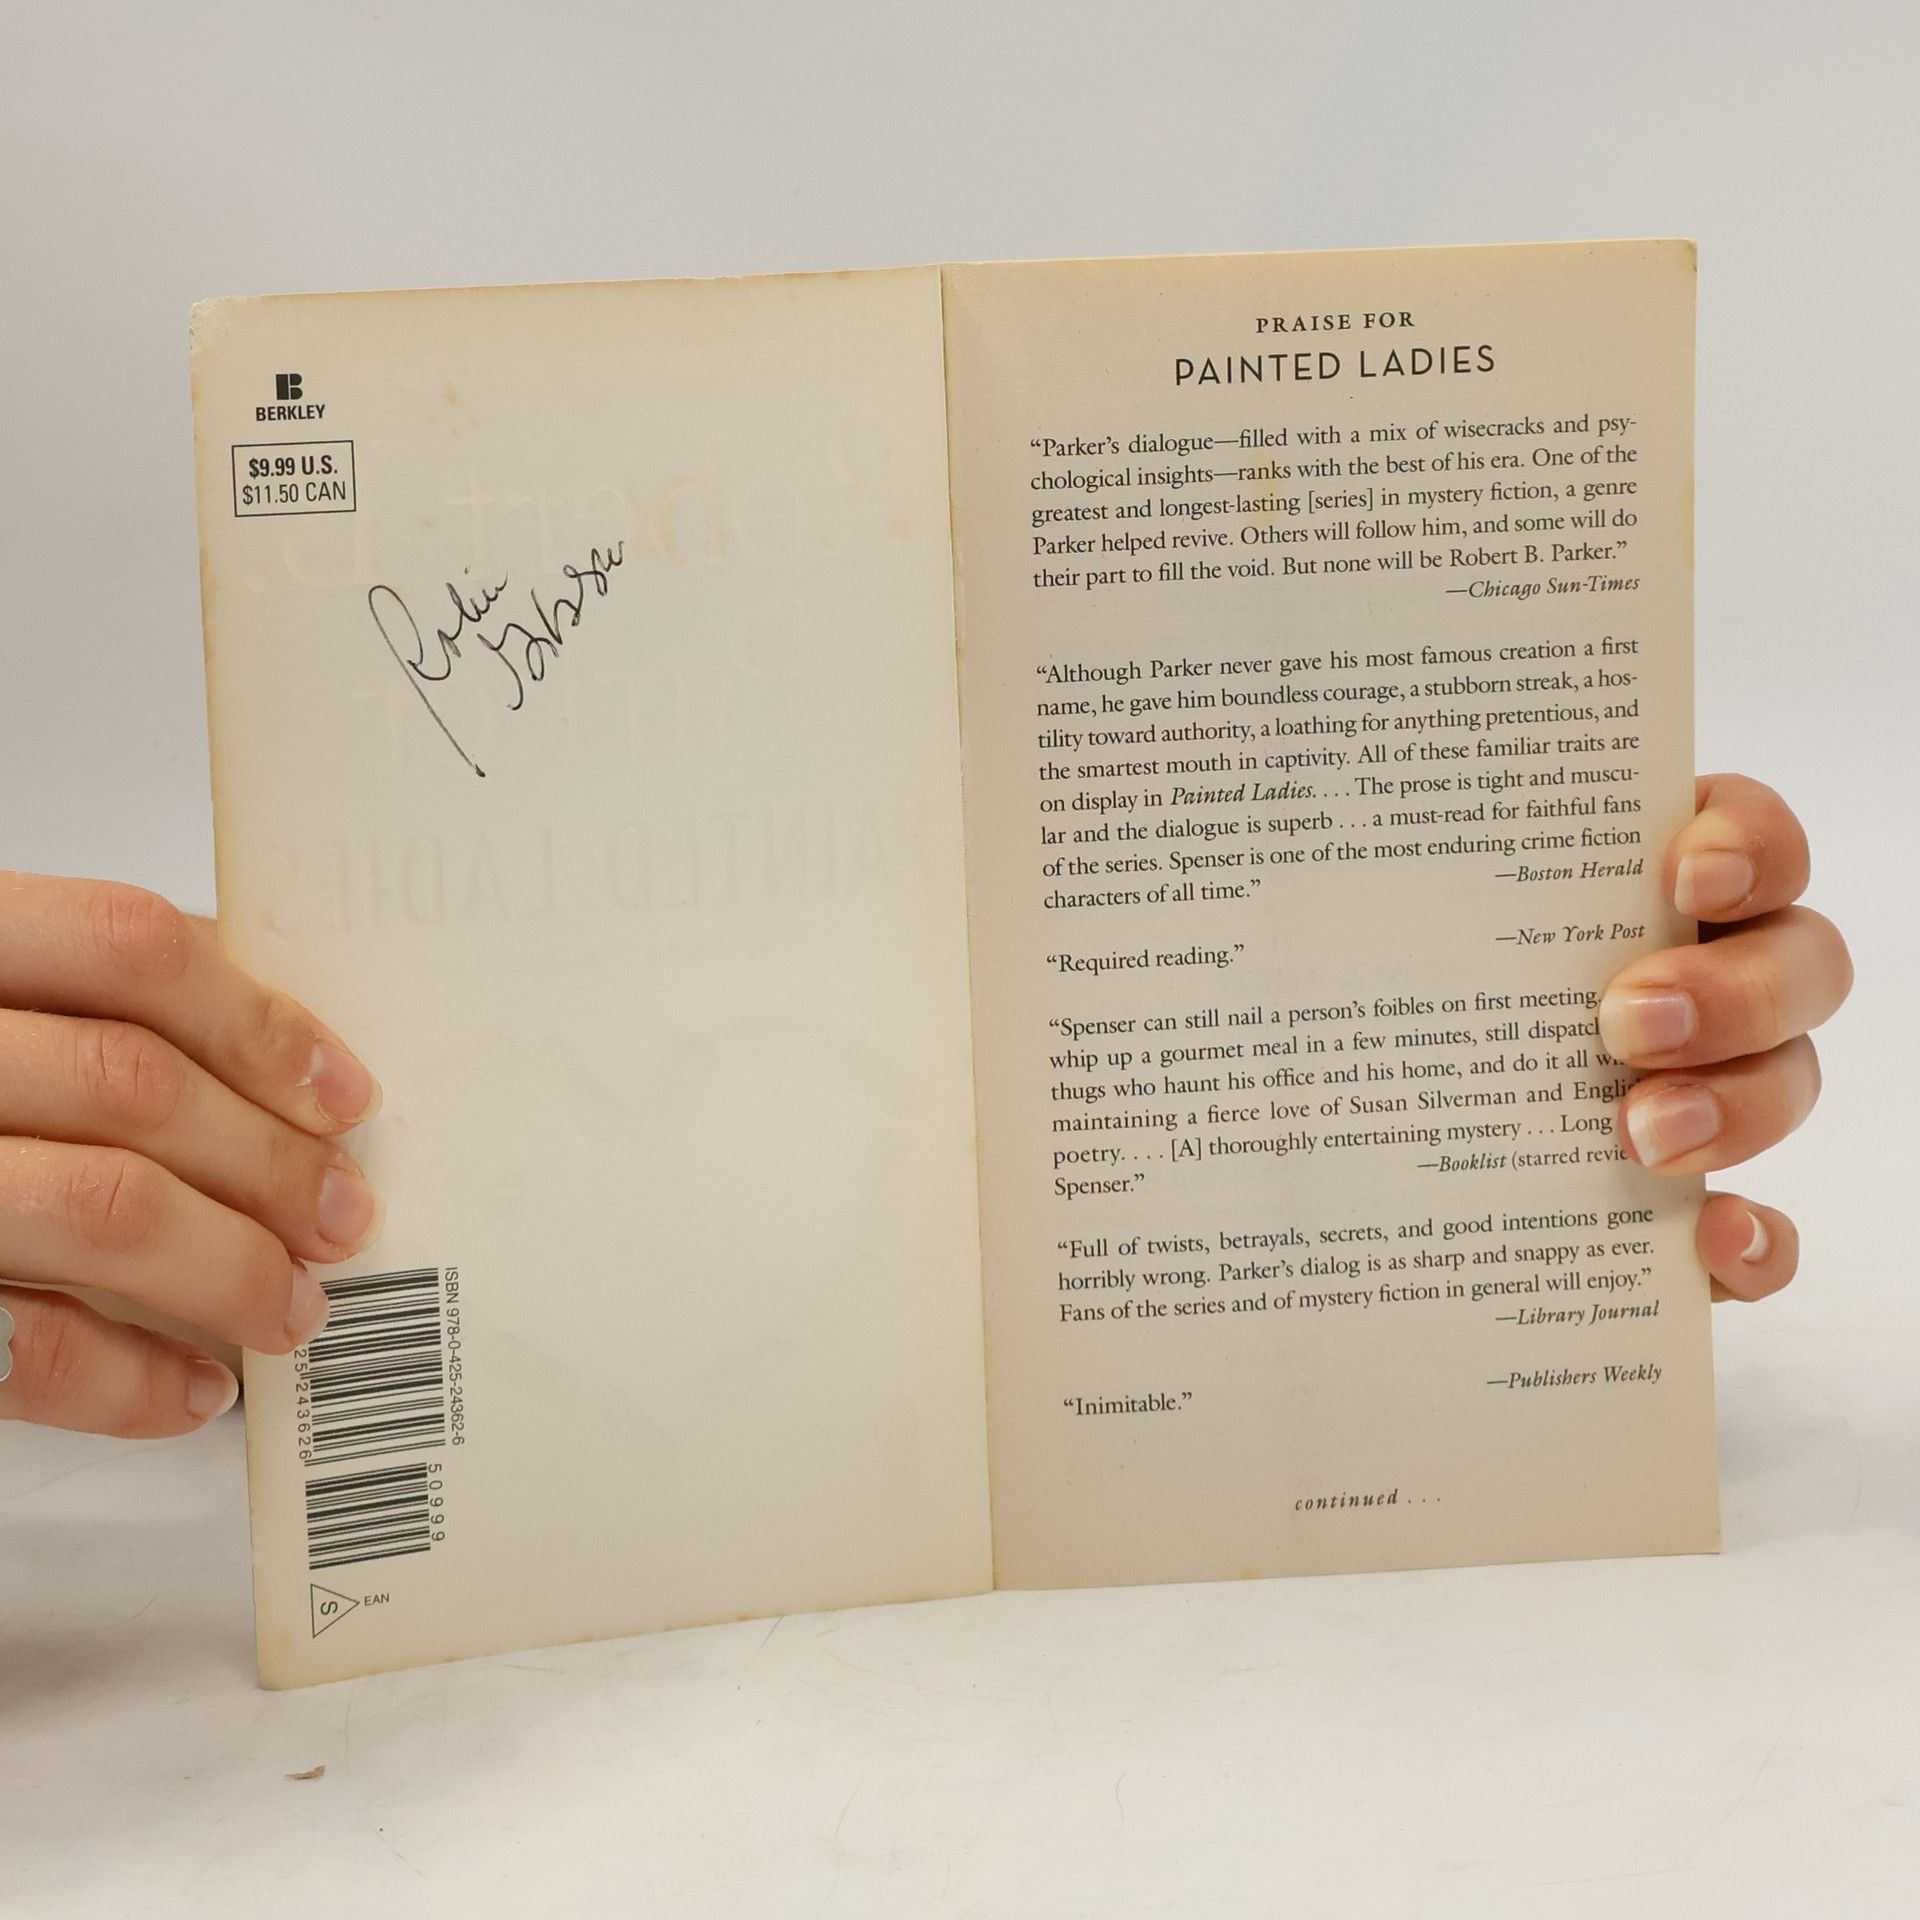 BERKLEY
$9.99 U.S.
$11.50 CAN
Robin
ISBN 978-0-425-24362-6
25 243626
50999
S
EAN
PRAISE FOR
PAINTED LADIES
“Parker’s dialogue—filled with a mix of wisecracks and psy-
chological insights—ranks with the best of his era. One of the
greatest and longest-lasting [series] in mystery fiction, a genre
Parker helped revive. Others will follow him, and some will do
their part to fill the void. But none will be Robert B. Parker.”
—Chicago Sun-Times
“Although Parker never gave his most famous creation a first
name, he gave him boundless courage, a stubborn streak, a hos-
tility toward authority, a loathing for anything pretentious, and
the smartest mouth in captivity. All of these familiar traits are
on display in Painted Ladies. . . . The prose is tight and muscu-
lar and the dialogue is superb . . . a must-read for faithful fans
of the series. Spenser is one of the most enduring crime fiction
characters of all time.”
—Boston Herald
“Required reading.”
—New York Post
“Spenser can still nail a person’s foibles on first meeting,
whip up a gourmet meal in a few minutes, still
thugs who haunt his office and his home, and do it all
maintaining a fierce love of Susan Silverman and
poetry. . . . [A] thoroughly entertaining mystery . . . Long
Spenser.”
—Booklist (starred
“Full of twists, betrayals, secrets, and good intentions gone
horribly wrong. Parker’s dialog is as sharp and snappy as ever.
Fans of the series and of mystery fiction in general will enjoy.”
—Library Journal
“Inimitable.”
—Publishers Weekly
continued . . .